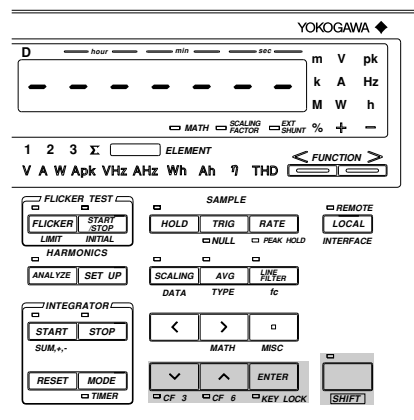 YOKOGAWA
D hour min sec m V pk
k A Hz
M W h
MATH SCALING FACTOR EXT SHUNT % + −
1 2 3 Σ ELEMENT
V A W Apk VHz AHz Wh Ah η THD < FUNCTION >
FLICKER TEST SAMPLE REMOTE
FLICKER START /STOP HOLD TRIG RATE LOCAL
LIMIT INITIAL NULL PEAK HOLD INTERFACE
HARMONICS
ANALYZE SET UP SCALING AVG LINE FILTER
DATA TYPE fc
INTEGRATOR
START STOP < >
SUM,+,- MATH MISC
RESET MODE ENTER
TIMER CF 3 CF 6 KEY LOCK SHIFT